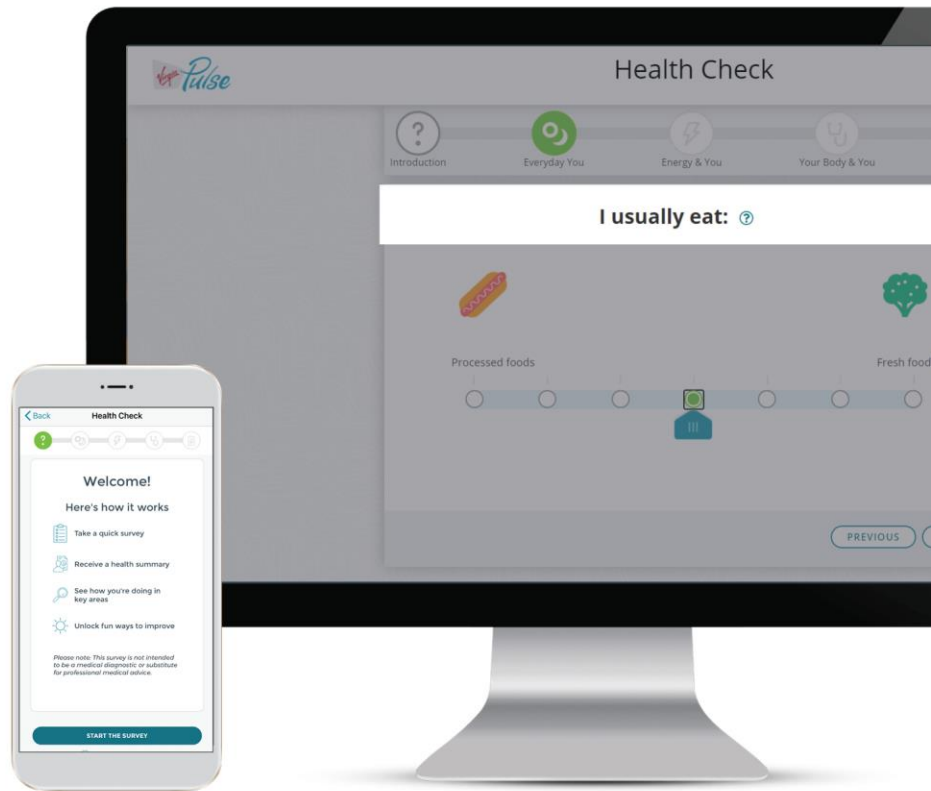 Virgin Pulse
Health Check
?
Introduction
Everyday You
Energy & You
Your Body & You
I usually eat: ?
Processed foods
Fresh food
PREVIOUS
Back
Health Check
?
Welcome!
Here's how it works
Take a quick survey
Receive a health summary
See how you're doing in
key areas
Unlock fun ways to improve
Please note: This survey is not intended
to be a medical diagnostic or substitute
for professional medical advice.
START THE SURVEY